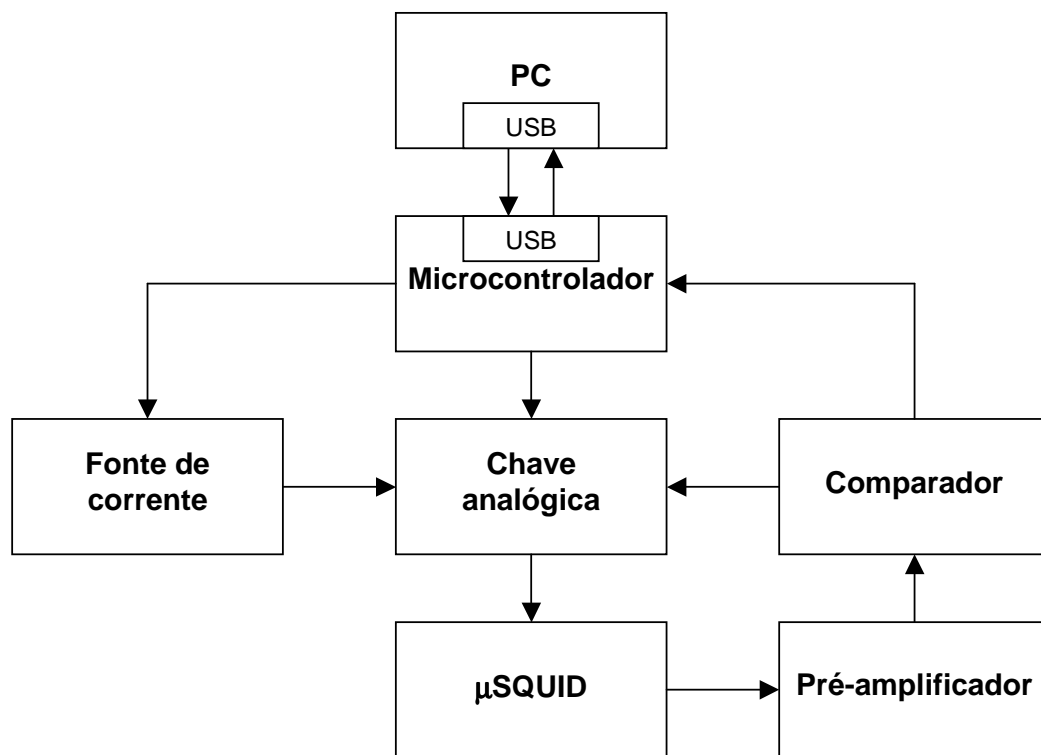 PC
USB
USB
Microcontrolador
Fonte de
corrente
Chave
analógica
Comparador
μSQUID
Pré-amplificador